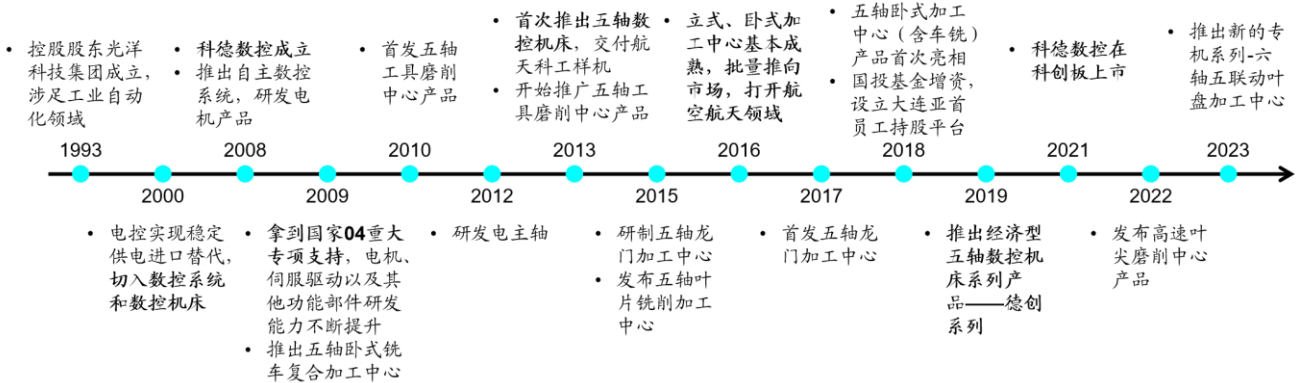 • 控股股东光洋
科技集团成立，
涉足工业自动
化领域
• 科德数控成立
• 推出自主数控
系统，研发电
机产品
• 首发五轴
工具磨削
中心产品
• 首次推出五轴数
控机床，交付航
天科工样机
• 开始推广五轴工
具磨削中心产品
• 立式、卧式加
工中心基本成
熟，批量推向
市场，打开航
空航天领域
• 五轴卧式加工
中心（含车铣）
产品首次亮相
• 国投基金增资，
设立大连亚首
员工持股平台
• 科德数控在
科创板上市
• 推出新的专
机系列-六
轴五联动叶
盘加工中心
1993
2008
2010
2013
2016
2018
2021
2023
2000
2009
2012
2015
2017
2019
2022
• 电控实现稳定
供电进口替代，
切入数控系统
和数控机床
• 拿到国家04重大
专项支持，电机、
伺服驱动以及其
他功能部件研发
能力不断提升
• 推出五轴卧式铣
车复合加工中心
• 研发电主轴
• 研制五轴龙
门加工中心
• 发布五轴叶
片铣削加工
中心
• 首发五轴龙
门加工中心
• 推出经济型
五轴数控机
床系列产
品——德创
系列
• 发布高速叶
尖磨削中心
产品